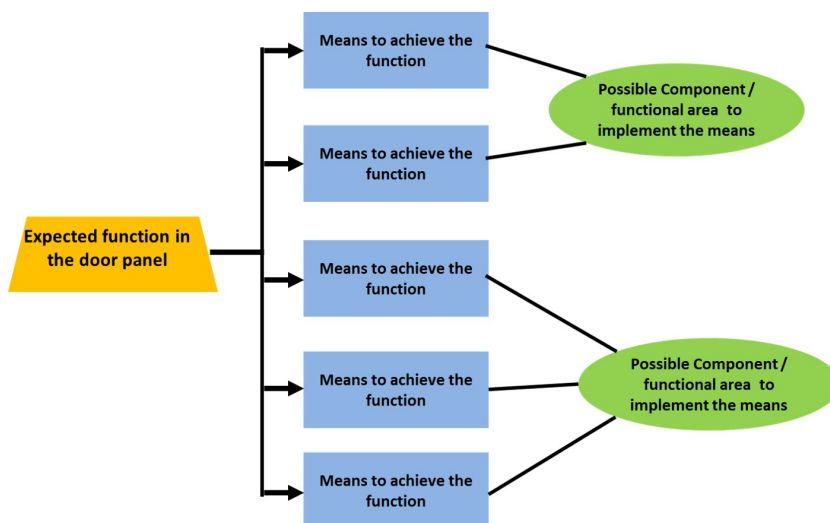 Means to achieve the
function
Possible Component /
functional area to
implement the means
Means to achieve the
function
Expected function in
the door panel
Means to achieve the
function
Means to achieve the
function
Possible Component /
functional area to
implement the means
Means to achieve the
function